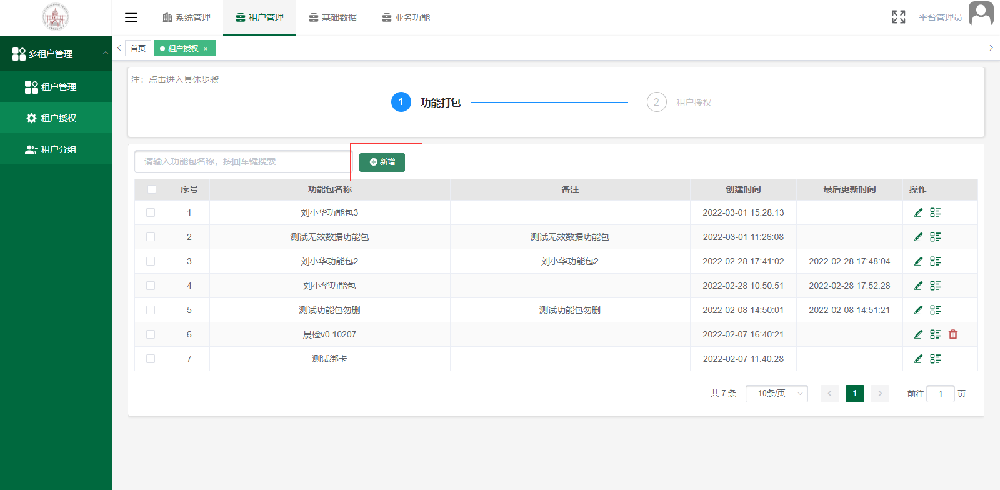 系统管理
租户管理
基础数据
业务功能
平台管理员
多租户管理
租户管理
租户授权
租户分组
首页
租户授权 ×
注：点击进入具体步骤
1 功能打包
2 租户授权
请输入功能包名称，按回车键搜索
新增
序号 功能包名称 备注 创建时间 最后更新时间 操作
1 刘小华功能包3 2022-03-01 15:28:13
2 测试无效数据功能包 测试无效数据功能包 2022-03-01 11:26:08
3 刘小华功能包2 刘小华功能包2 2022-02-28 17:41:02 2022-02-28 17:48:04
4 刘小华功能包 2022-02-28 10:50:51 2022-02-28 17:52:28
5 测试功能包勿删 测试功能包勿删 2022-02-08 14:50:01 2022-02-08 14:51:21
6 晨检v0.10207 2022-02-07 16:40:21
7 测试绑卡 2022-02-07 11:40:28
共 7 条 10条/页 1 前往 1 页